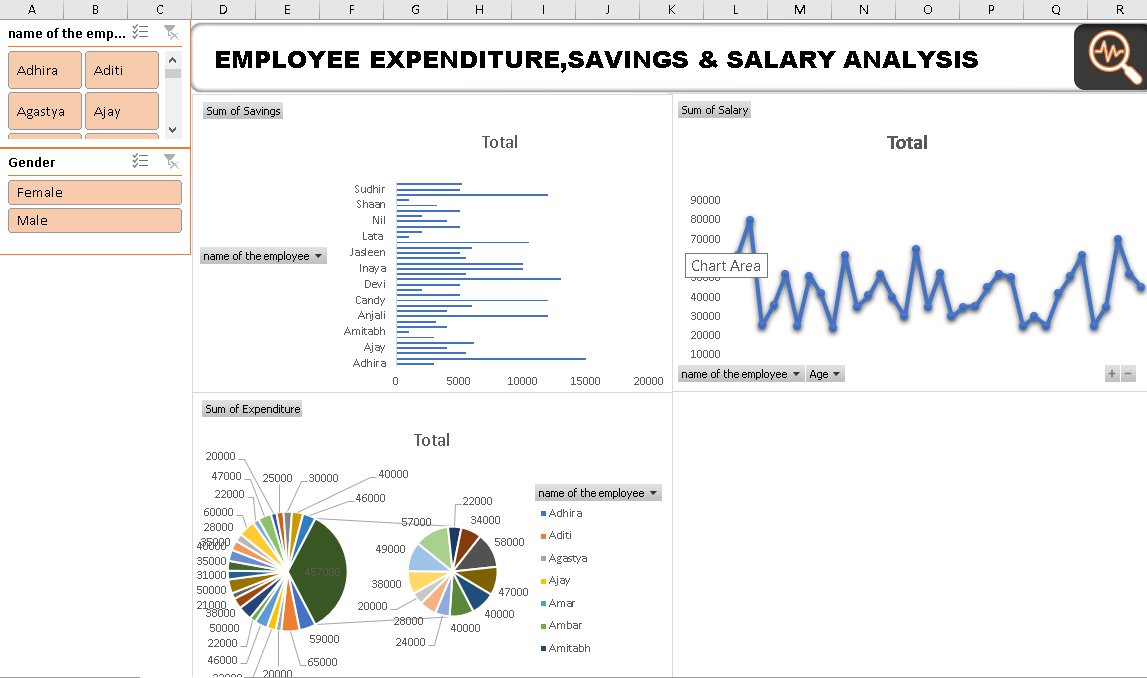 A B C D E F G H I J K L M N O P Q R
name of the emp...
Adhira Aditi
Agastya Ajay
Gender
Female
Male
EMPLOYEE EXPENDITURE,SAVINGS & SALARY ANALYSIS
Sum of Savings
Total
Sudhir
Shaan
Nil
Lata
Jasleen
Inaya
Devi
Candy
Anjali
Amitabh
Ajay
Adhira
0 5000 10000 15000 20000
name of the employee
Sum of Salary
Total
90000
80000
70000
Chart Area
50000
40000
30000
20000
10000
name of the employee Age
+ −
Sum of Expenditure
Total
20000
47000
22000
60000
28000
35000
40000
35000
31000
50000
21000
38000
50000
22000
46000
20000
65000
59000
457000
25000
30000
40000
46000
57000
49000
38000
20000
28000
24000
40000
40000
47000
58000
34000
22000
name of the employee
Adhira
Aditi
Agastya
Ajay
Amar
Ambar
Amitabh